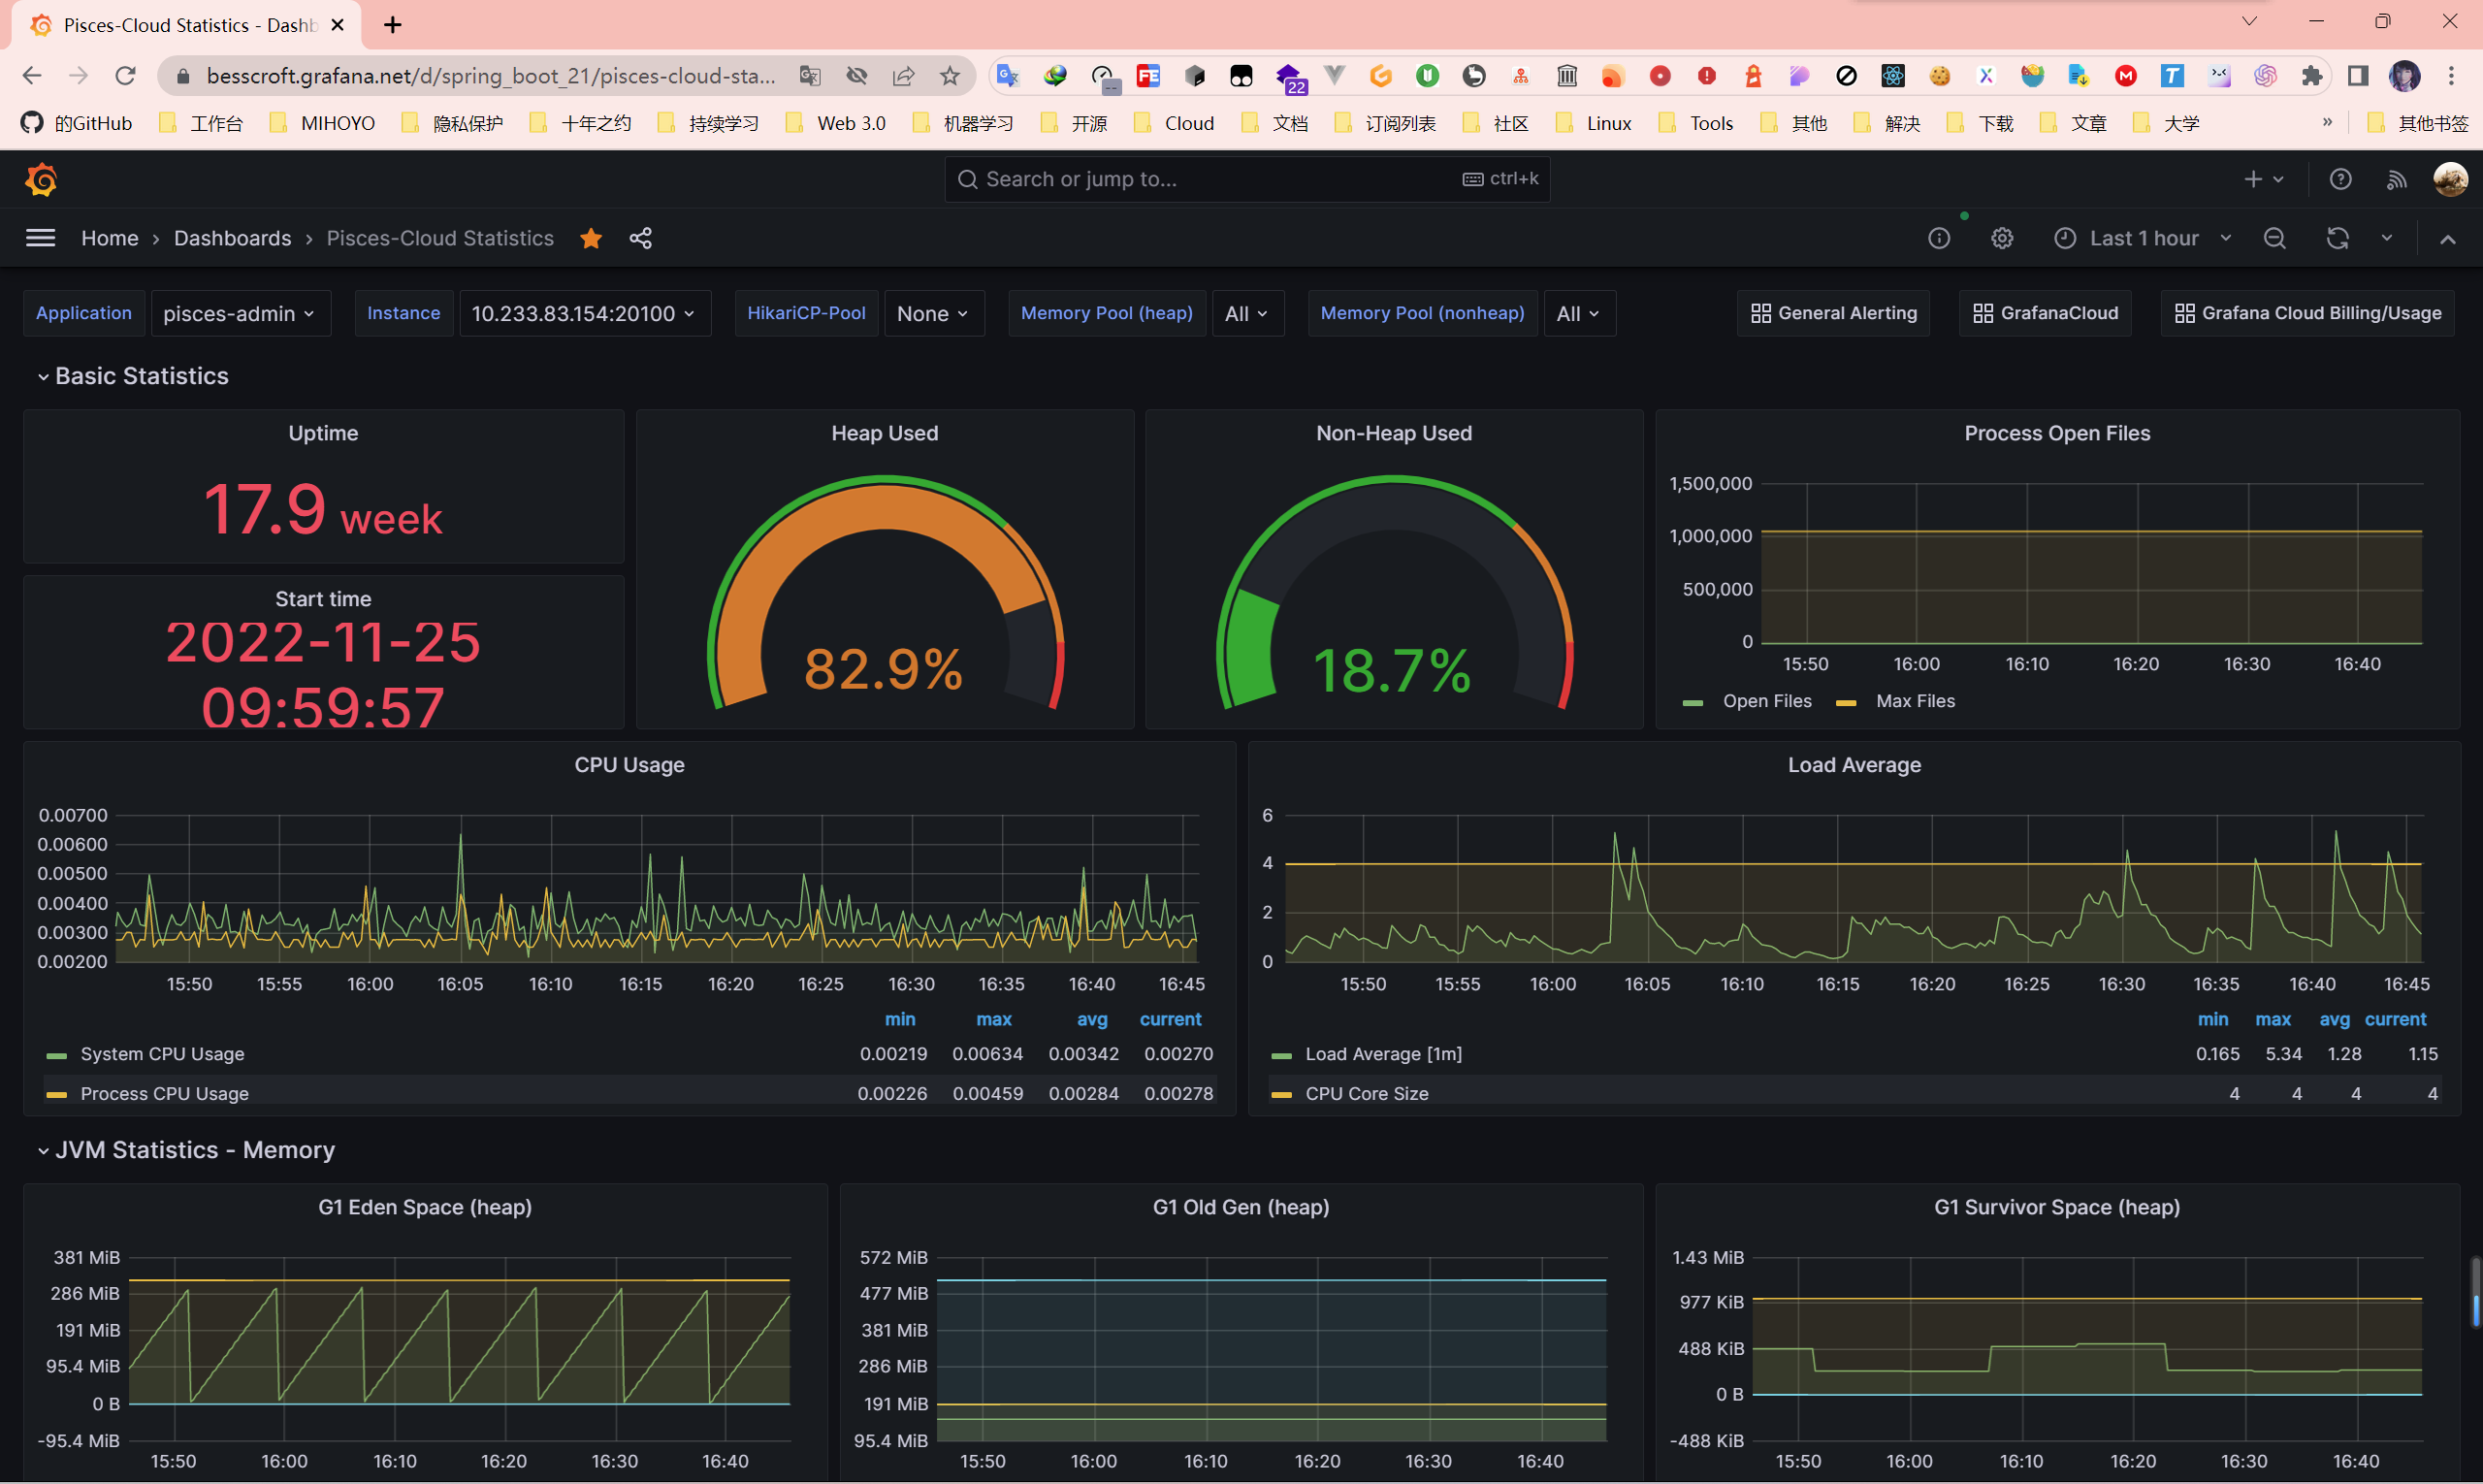 Pisces-Cloud Statistics - Dashb
besscroft.grafana.net/d/spring_boot_21/pisces-cloud-sta...
22
的GitHub 工作台 MIHOYO 隐私保护 十年之约 持续学习 Web 3.0 机器学习 开源 Cloud 文档 订阅列表 社区 Linux Tools 其他 解决 下载 文章 大学 » 其他书签
Search or jump to... ctrl+k
Home › Dashboards › Pisces-Cloud Statistics Last 1 hour
Application pisces-admin Instance 10.233.83.154:20100 HikariCP-Pool None Memory Pool (heap) All Memory Pool (nonheap) All General Alerting GrafanaCloud Grafana Cloud Billing/Usage
Basic Statistics
Uptime
17.9 week
Start time
2022-11-25
09:59:57
Heap Used
82.9%
Non-Heap Used
18.7%
Process Open Files
1,500,000
1,000,000
500,000
0
15:50 16:00 16:10 16:20 16:30 16:40
Open Files Max Files
CPU Usage
0.00700
0.00600
0.00500
0.00400
0.00300
0.00200
15:50 15:55 16:00 16:05 16:10 16:15 16:20 16:25 16:30 16:35 16:40 16:45
min max avg current
System CPU Usage 0.00219 0.00634 0.00342 0.00270
Process CPU Usage 0.00226 0.00459 0.00284 0.00278
Load Average
6
4
2
0
15:50 15:55 16:00 16:05 16:10 16:15 16:20 16:25 16:30 16:35 16:40 16:45
min max avg current
Load Average [1m] 0.165 5.34 1.28 1.15
CPU Core Size 4 4 4 4
JVM Statistics - Memory
G1 Eden Space (heap)
381 MiB
286 MiB
191 MiB
95.4 MiB
0 B
-95.4 MiB
15:50 16:00 16:10 16:20 16:30 16:40
G1 Old Gen (heap)
572 MiB
477 MiB
381 MiB
286 MiB
191 MiB
95.4 MiB
15:50 16:00 16:10 16:20 16:30 16:40
G1 Survivor Space (heap)
1.43 MiB
977 KiB
488 KiB
0 B
-488 KiB
15:50 16:00 16:10 16:20 16:30 16:40